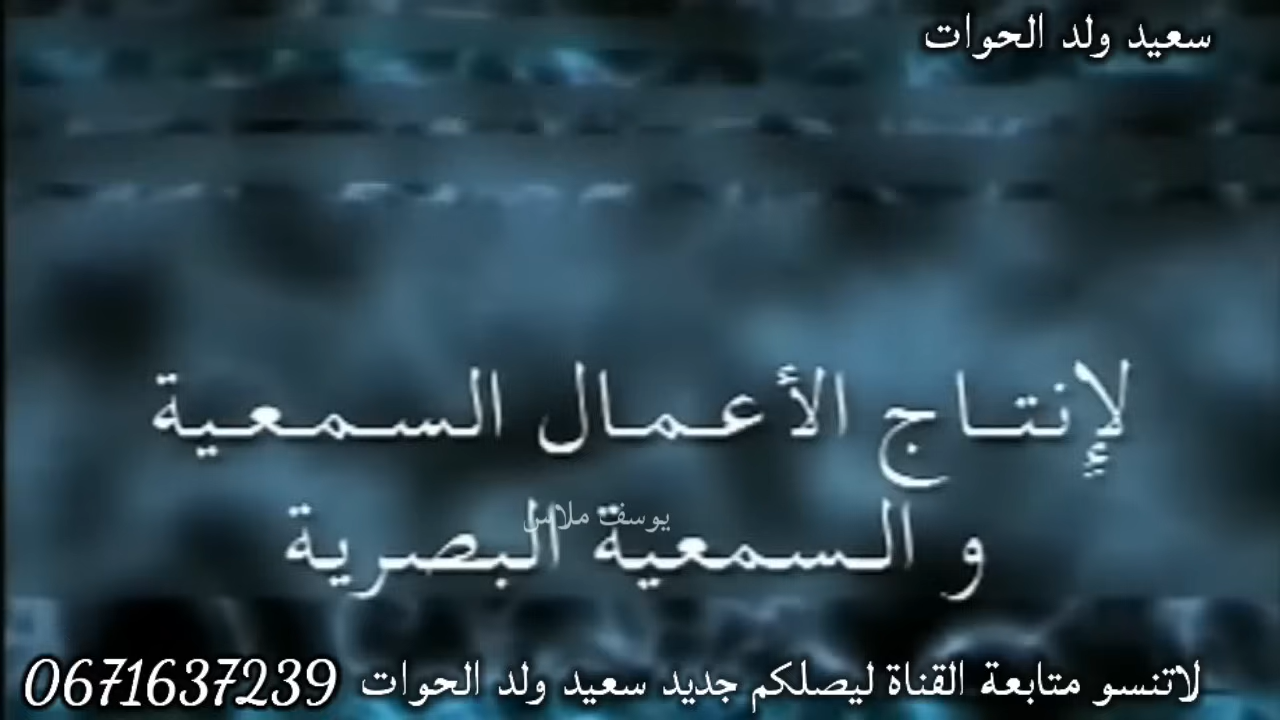 سعيد ولد الحوات
لإنتاج الأعمال السمعية
و السمعية البصرية
يوسف ملاس
لاتنسو متابعة القناة ليصلكم جديد سعيد ولد الحوات 0671637239